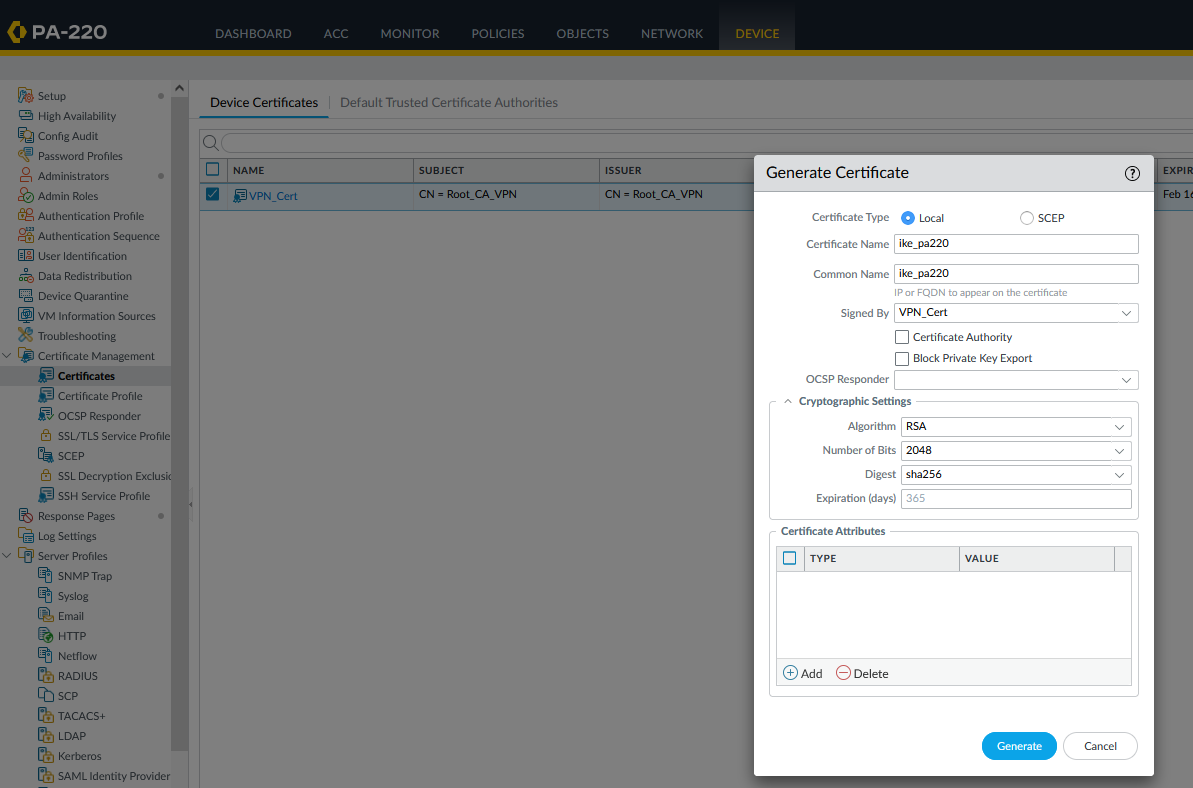 PA-220
DASHBOARD ACC MONITOR POLICIES OBJECTS NETWORK DEVICE
Setup
High Availability
Config Audit
Password Profiles
Administrators
Admin Roles
Authentication Profile
Authentication Sequence
User Identification
Data Redistribution
Device Quarantine
VM Information Sources
Troubleshooting
Certificate Management
Certificates
Certificate Profile
OCSP Responder
SSL/TLS Service Profile
SCEP
SSL Decryption Exclusio
SSH Service Profile
Response Pages
Log Settings
Server Profiles
SNMP Trap
Syslog
Email
HTTP
Netflow
RADIUS
SCP
TACACS+
LDAP
Kerberos
SAML Identity Provider
Device Certificates Default Trusted Certificate Authorities
NAME SUBJECT ISSUER EXPIR
VPN_Cert CN = Root_CA_VPN CN = Root_CA_VPN Feb 16
Generate Certificate ?
Certificate Type Local SCEP
Certificate Name ike_pa220
Common Name ike_pa220
IP or FQDN to appear on the certificate
Signed By VPN_Cert
Certificate Authority
Block Private Key Export
OCSP Responder
Cryptographic Settings
Algorithm RSA
Number of Bits 2048
Digest sha256
Expiration (days) 365
Certificate Attributes
TYPE VALUE
Add Delete
Generate Cancel